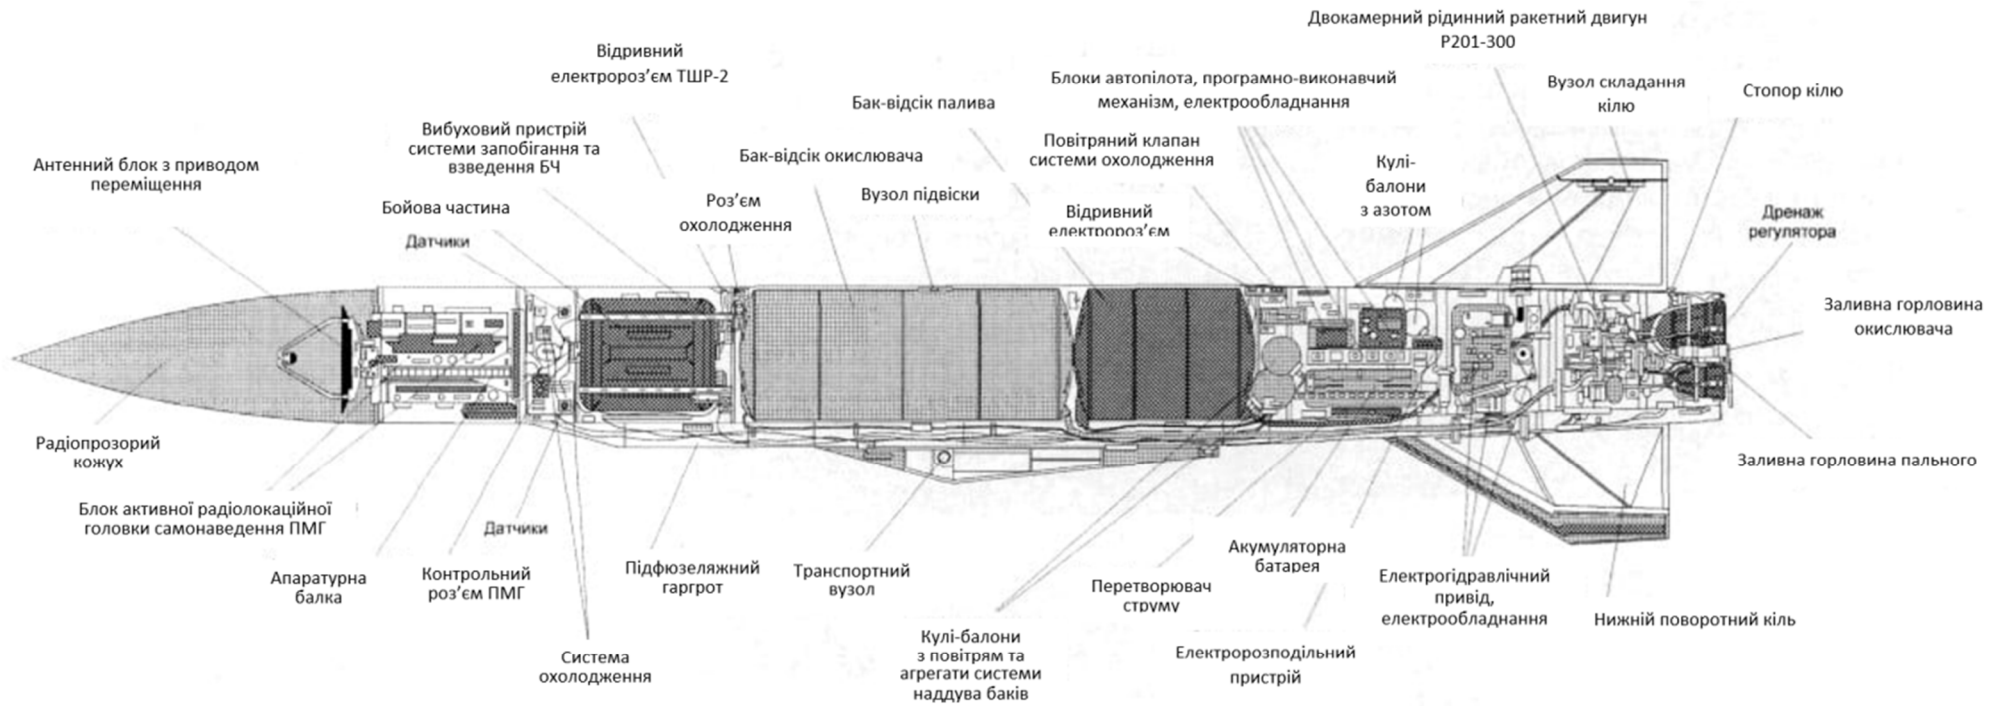 Двокамерний рідинний ракетний двигун
Р201-300
Відривний
електророз’єм ТШР-2
Блоки автопілота, програмно-виконавчий
механізм, електрообладнання
Вузол складання
кілю
Стопор кілю
Бак-відсік палива
Вибуховий пристрій
системи запобігання та
взведення БЧ
Бак-відсік окислювача
Повітряний клапан
системи охолодження
Антенний блок з приводом
переміщення
Кулі-
балони
з азотом
Бойова частина
Роз’єм
охолодження
Вузол підвіски
Відривний
електророз’єм
Дренаж
регулятора
Датчики
Заливна горловина
окислювача
Радіопрозорий
кожух
Заливна горловина пального
Блок активної радіолокаційної
головки самонаведення ПМГ
Датчики
Апаратурна
балка
Контрольний
роз’єм ПМГ
Підфюзеляжний
гаргрот
Транспортний
вузол
Перетворювач
струму
Акумуляторна
батарея
Електрогідравлічний
привід,
електрообладнання
Нижній поворотний кіль
Система
охолодження
Кулі-балони
з повітрям та
агрегати системи
наддува баків
Електророзподільний
пристрій